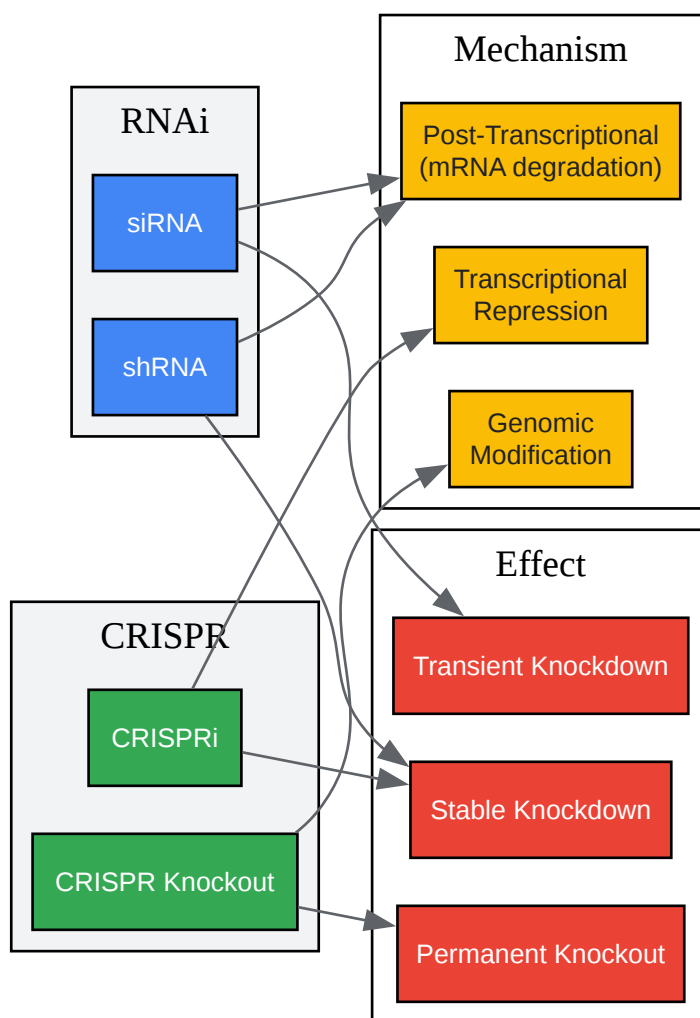 RNAi
siRNA
shRNA
CRISPR
CRISPRi
CRISPR Knockout
Mechanism
Post-Transcriptional
(mRNA degradation)
Transcriptional
Repression
Genomic
Modification
Effect
Transient Knockdown
Stable Knockdown
Permanent Knockout